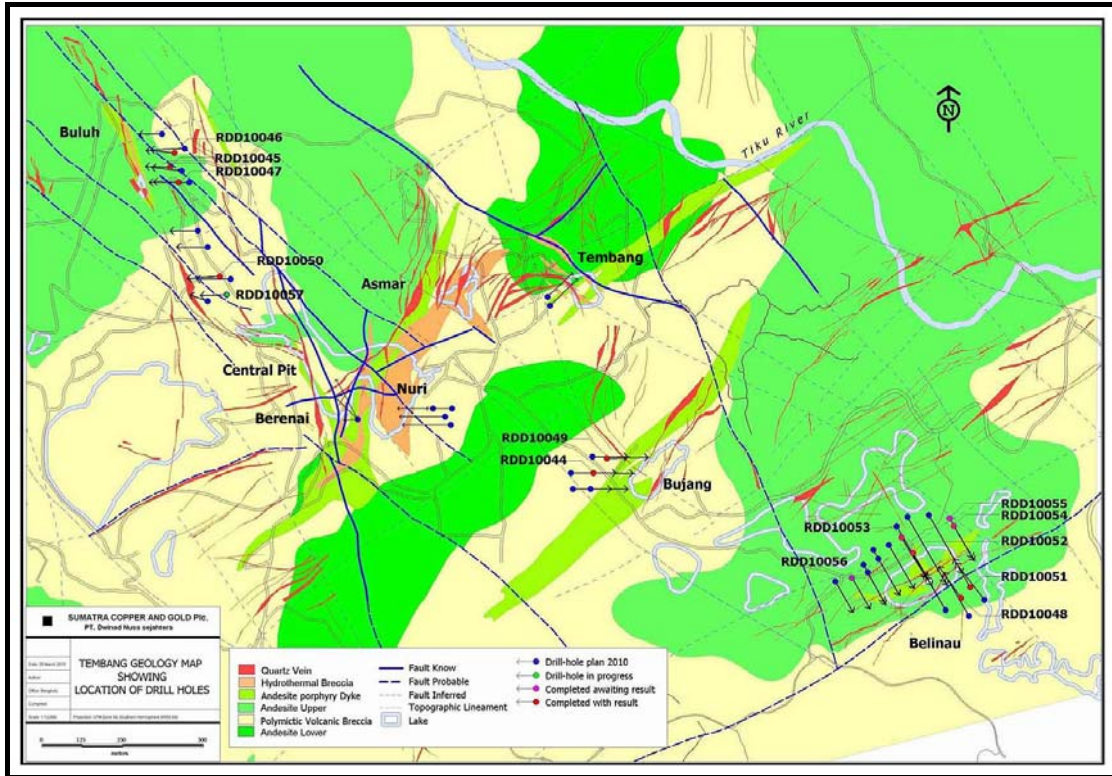 Buluh
RDD10046
RDD10045
RDD10047
N
Tiku River
RDD10050
Asmar
Tembang
RDD10057
Central Pit
Nuri
Berenai
RDD10049
RDD10044
Bujang
RDD10055
RDD10054
RDD10053
RDD10052
RDD10056
RDD10051
RDD10048
Belinau
SUMATRA COPPER AND GOLD Plc.
PT. Dwinad Nusa sejahtera
TEMBANG GEOLOGY MAP
SHOWING
LOCATION OF DRILL HOLES
0
metres
Quartz Vein
Hydrothermal Breccia
Andesite porphyry Dyke
Andesite Upper
Polymictic Volcanic Breccia
Andesite Lower
Fault Know
Fault Probable
Fault Inferred
Topographic Lineament
Lake
Drill-hole plan 2010
Drill-hole in progress
Completed awaiting result
Completed with result